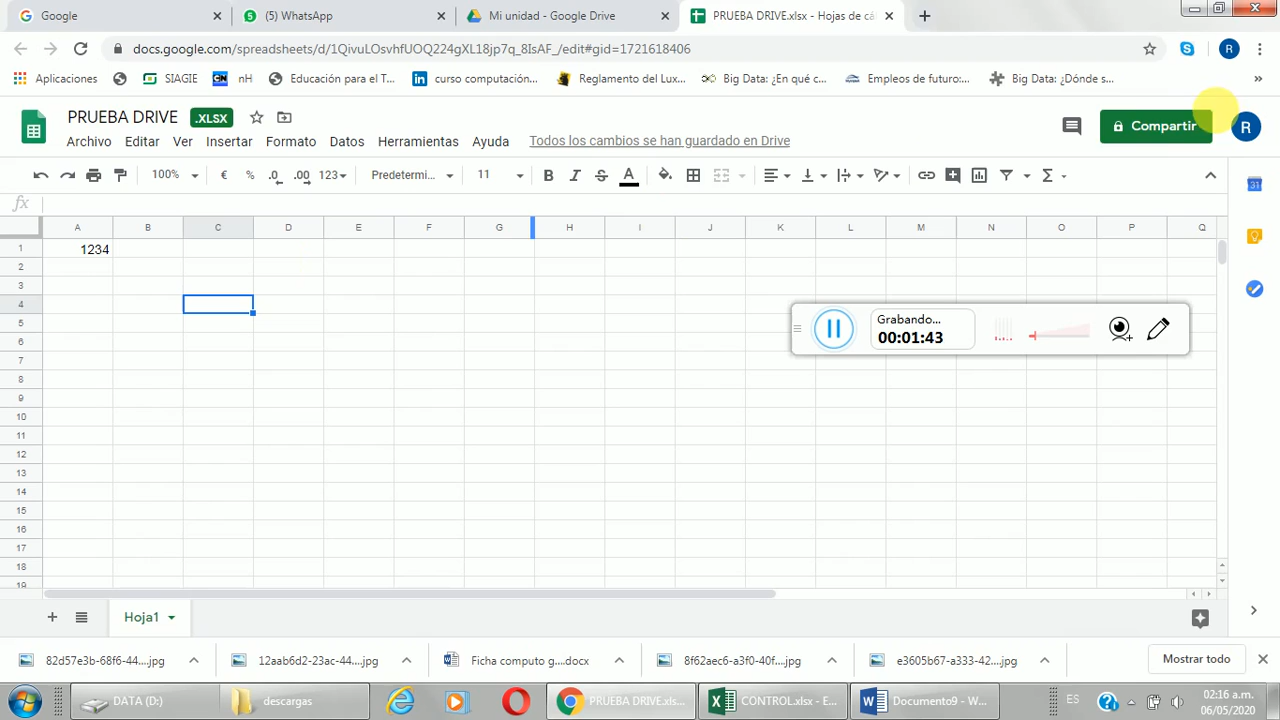 Google
(5) WhatsApp
Mi unidad - Google Drive
PRUEBA DRIVE.xlsx - Hojas de cá
docs.google.com/spreadsheets/d/1QivuLOsvhfUOQ224gXL18jp7q_8IsAF_/edit#gid=1721618406
R
Aplicaciones
SIAGIE
nH
Educación para el T...
curso computación...
Reglamento del Lux...
Big Data: ¿En qué c...
Empleos de futuro:...
Big Data: ¿Dónde s...
»
PRUEBA DRIVE .XLSX
Compartir
R
Archivo Editar Ver Insertar Formato Datos Herramientas Ayuda Todos los cambios se han guardado en Drive
100% € % .0 .00 123 Predetermi... 11 B I S A Σ
31
fx
A B C D E F G H I J K L M N O P Q
1 1234
2
3
4
5
6
7
8
9
10
11
12
13
14
15
16
17
18
19
Grabando...
00:01:43
Hoja1
82d57e3b-68f6-44....jpg
12aab6d2-23ac-44....jpg
Ficha computo g....docx
8f62aec6-a3f0-40f....jpg
e3605b67-a333-42....jpg
Mostrar todo
DATA (D:)
descargas
PRUEBA DRIVE.xls...
CONTROL.xlsx - E...
Documento9 - W...
ES
02:16 a.m.
06/05/2020